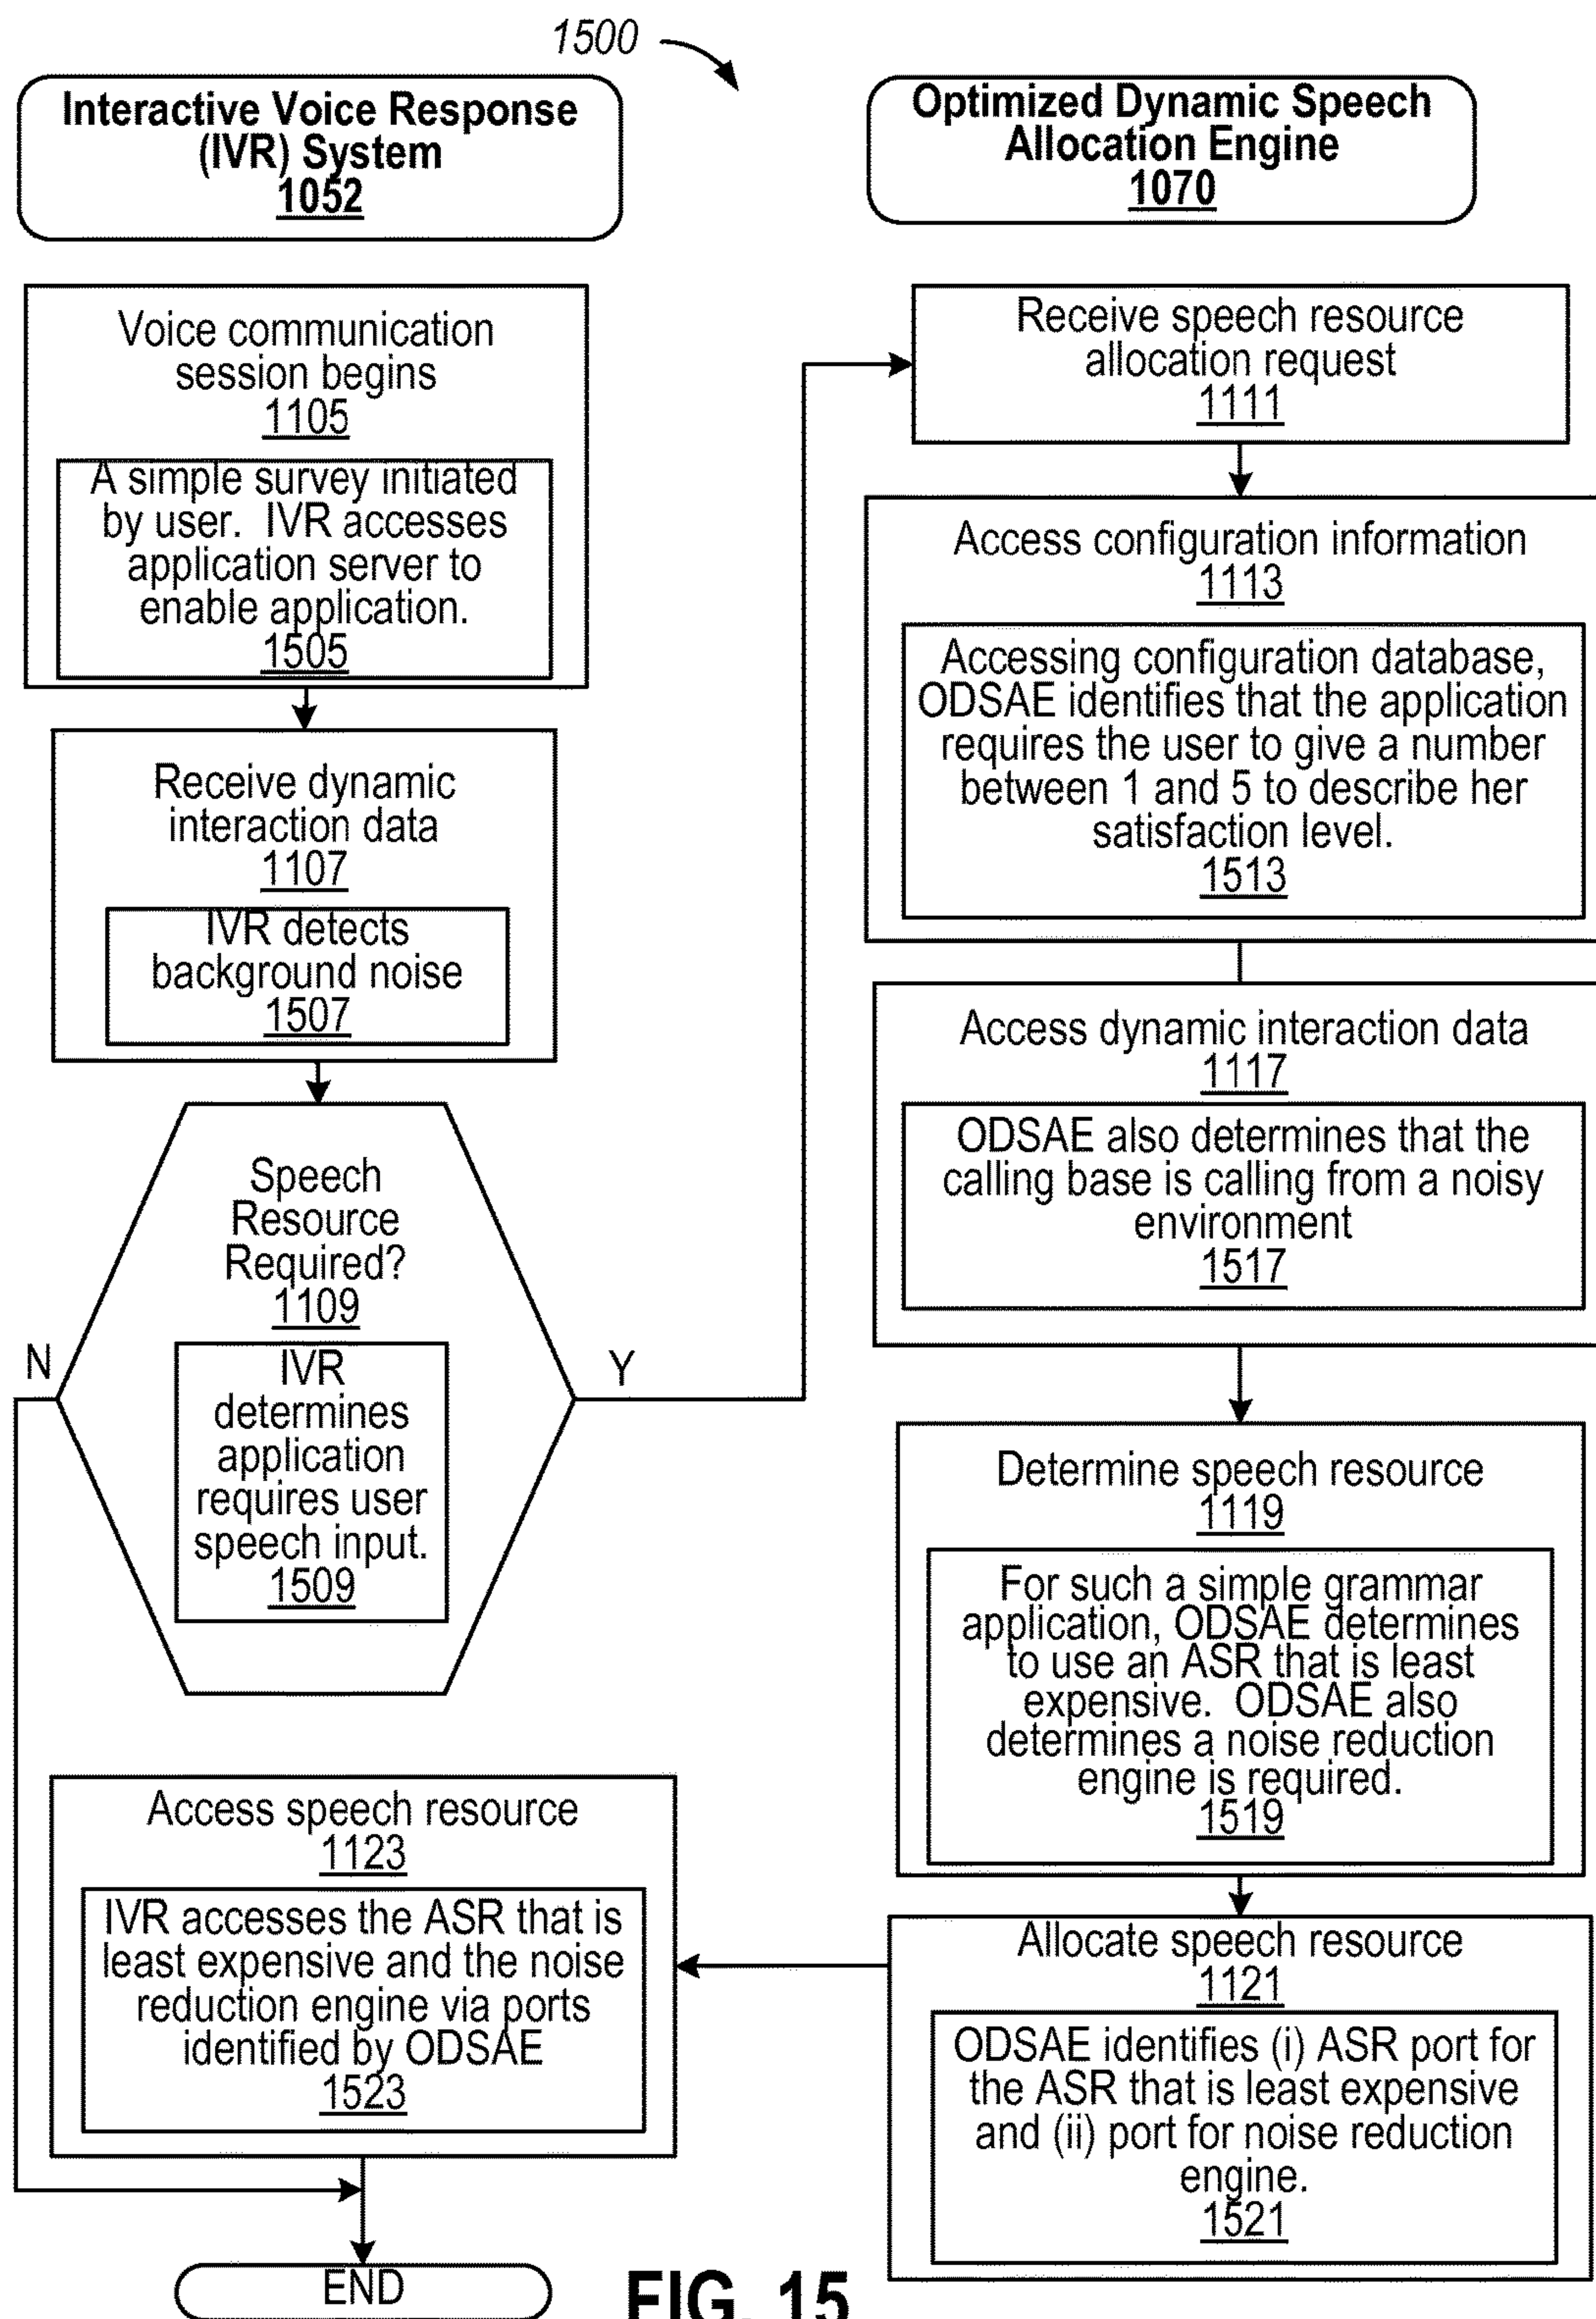 1500
Interactive Voice Response
(IVR) System
1052
Voice communication
session begins
1105
A simple survey initiated
by user. IVR accesses
application server to
enable application.
1505
Receive dynamic
interaction data
1107
IVR detects
background noise
1507
Speech
Resource
Required?
1109
IVR
determines
application
requires user
speech input.
1509
N
Y
Optimized Dynamic Speech
Allocation Engine
1070
Receive speech resource
allocation request
1111
Access configuration information
1113
Accessing configuration database,
ODSAE identifies that the application
requires the user to give a number
between 1 and 5 to describe her
satisfaction level.
1513
Access dynamic interaction data
1117
ODSAE also determines that the
calling base is calling from a noisy
environment
1517
Determine speech resource
1119
For such a simple grammar
application, ODSAE determines
to use an ASR that is least
expensive. ODSAE also
determines a noise reduction
engine is required.
1519
Allocate speech resource
1121
ODSAE identifies (i) ASR port for
the ASR that is least expensive
and (ii) port for noise reduction
engine.
1521
Access speech resource
1123
IVR accesses the ASR that is
least expensive and the noise
reduction engine via ports
identified by ODSAE
1523
END
FIG. 15